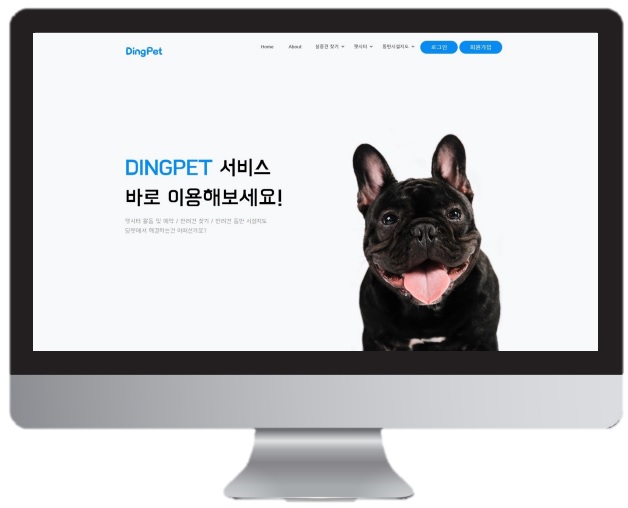 DingPet
Home About 실종견 찾기 펫시터 동반시설지도 로그인 회원가입
DINGPET 서비스
바로 이용해보세요!
펫시터 활동 및 예약 / 반려견 찾기 / 반려견 동반 시설지도
딩펫에서 해결하는건 어떠신가요?